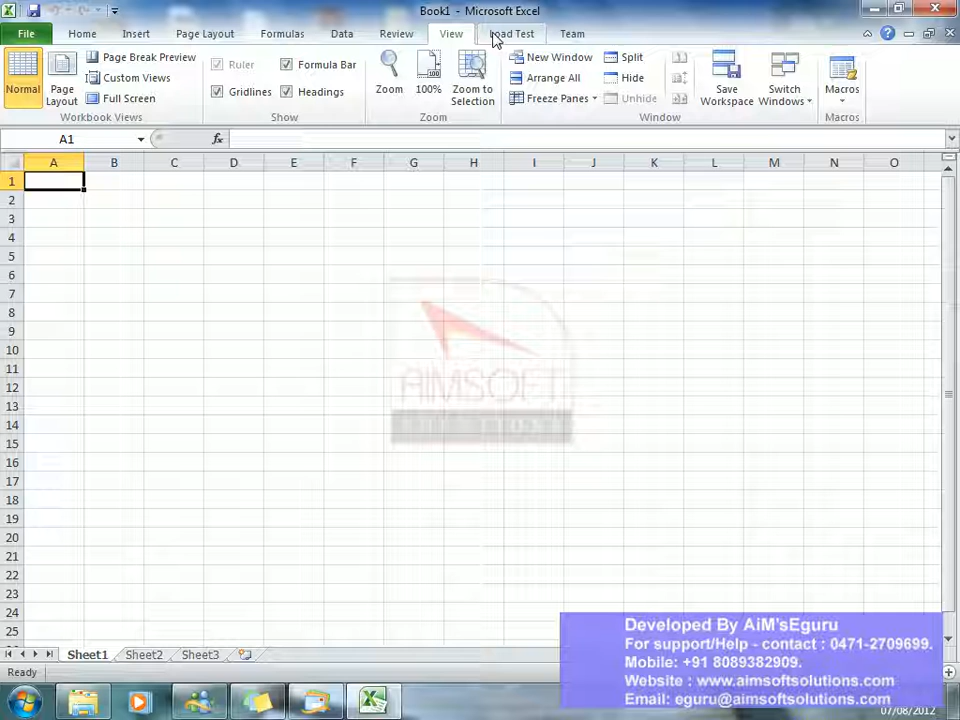 Book1 - Microsoft Excel
File Home Insert Page Layout Formulas Data Review View Load Test Team
Normal
Page Layout
Page Break Preview
Custom Views
Full Screen
Workbook Views
Ruler
Formula Bar
Gridlines
Headings
Show
Zoom
100%
Zoom to Selection
Zoom
New Window
Arrange All
Freeze Panes
Split
Hide
Unhide
Save Workspace
Switch Windows
Window
Macros
Macros
A1
fx
A B C D E F G H I J K L M N O
1
2
3
4
5
6
7
8
9
10
11
12
13
14
15
16
17
18
19
20
21
22
23
24
25
AIMSOFT
Sheet1 Sheet2 Sheet3
Ready
Developed By AiM'sEguru
For support/Help - contact : 0471-2709699.
Mobile: +91 8089382909.
Website : www.aimsoftsolutions.com
Email: eguru@aimsoftsolutions.com
07/08/2012